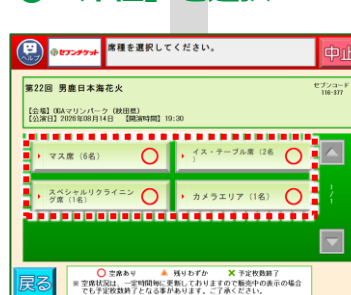 ヘルプ
セブンチケット
席種を選択してください。
中止
第22回 男鹿日本海花火
セブンコード
116-377
【会場】OGAマリンパーク（秋田県）
【公演日】2026年08月14日 【開演時間】19:30
マス席（6名）
イス・テーブル席（2名
）
スペシャルリクライニン
グ席（1名）
カメラエリア（1名）
1/1
戻る
空席あり 残りわずか 予定枚数終了
※空席状況は、一定時間毎に更新しておりますので販売中の表示の場合
でも予定枚数終了となる事があります。ご了承ください。